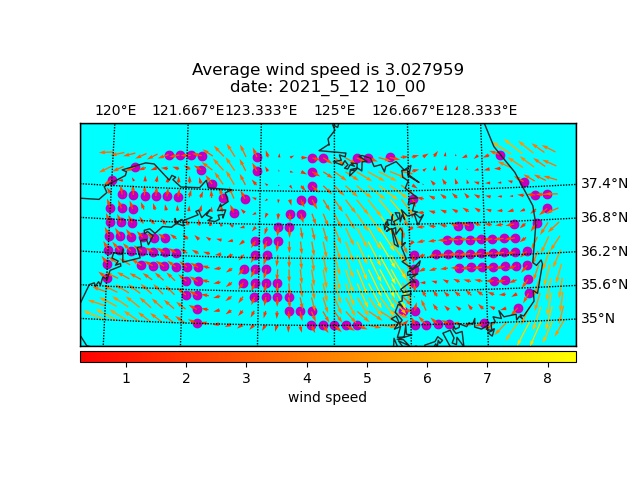 Average wind speed is 3.027959
date: 2021_5_12 10_00
120°E 121.667°E 123.333°E 125°E 126.667°E 128.333°E
37.4°N
36.8°N
36.2°N
35.6°N
35°N
1 2 3 4 5 6 7 8
wind speed